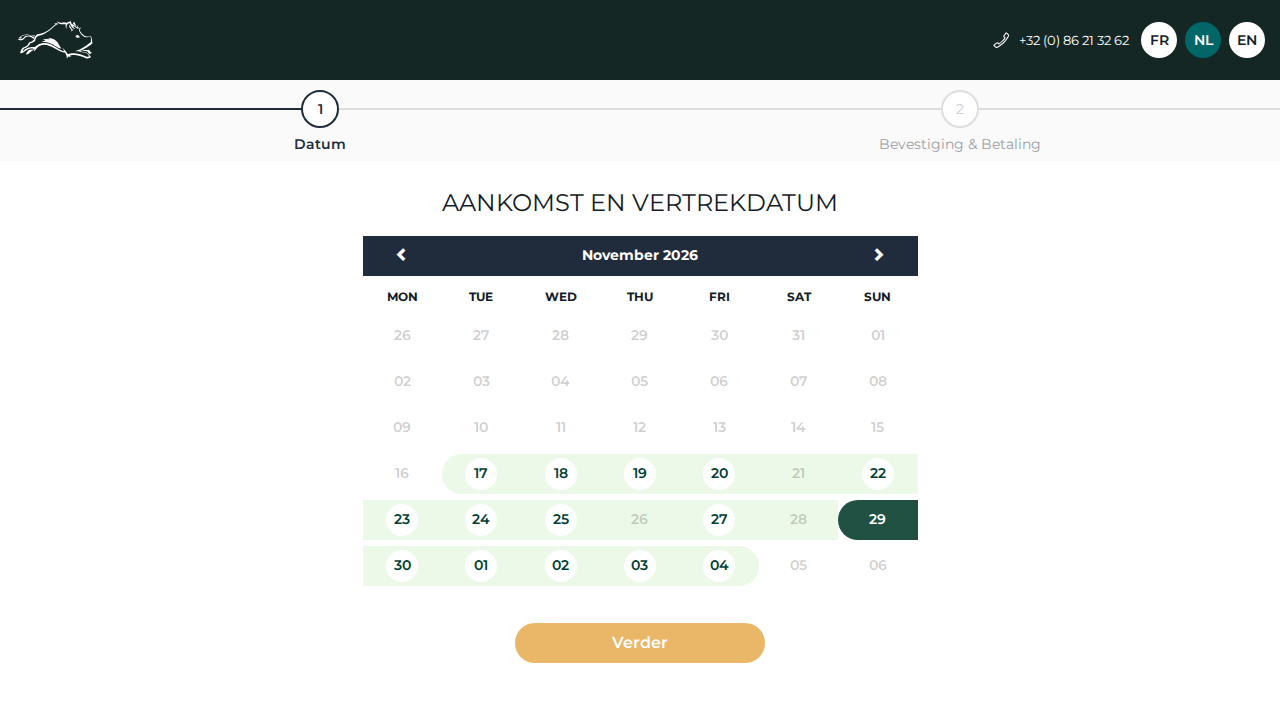 +32 (0) 86 21 32 62 FR NL EN
1 2
Datum Bevestiging & Betaling
AANKOMST EN VERTREKDATUM
November 2026
MON TUE WED THU FRI SAT SUN
26 27 28 29 30 31 01
02 03 04 05 06 07 08
09 10 11 12 13 14 15
16 17 18 19 20 21 22
23 24 25 26 27 28 29
30 01 02 03 04 05 06
Verder